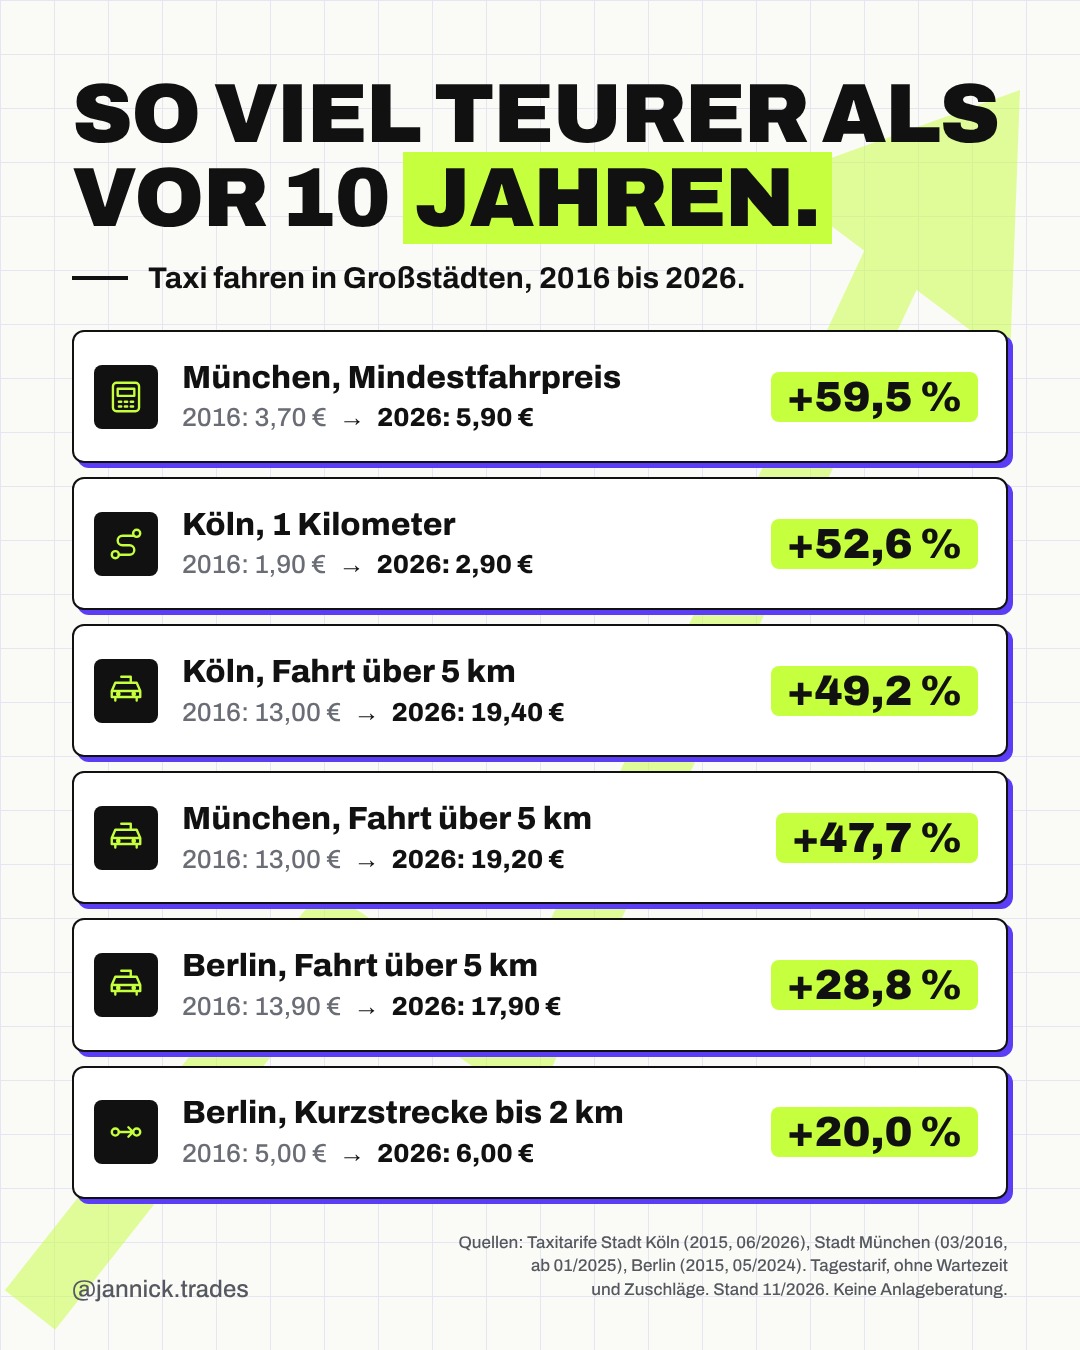 SO VIEL TEURER ALS
VOR 10 JAHREN.
Taxi fahren in Großstädten, 2016 bis 2026.
München, Mindestfahrpreis
2016: 3,70 € → 2026: 5,90 €
+59,5 %
Köln, 1 Kilometer
2016: 1,90 € → 2026: 2,90 €
+52,6 %
Köln, Fahrt über 5 km
2016: 13,00 € → 2026: 19,40 €
+49,2 %
München, Fahrt über 5 km
2016: 13,00 € → 2026: 19,20 €
+47,7 %
Berlin, Fahrt über 5 km
2016: 13,90 € → 2026: 17,90 €
+28,8 %
Berlin, Kurzstrecke bis 2 km
2016: 5,00 € → 2026: 6,00 €
+20,0 %
Quellen: Taxitarife Stadt Köln (2015, 06/2026), Stadt München (03/2016,
ab 01/2025), Berlin (2015, 05/2024). Tagestarif, ohne Wartezeit
und Zuschläge. Stand 11/2026. Keine Anlageberatung.
@jannick.trades